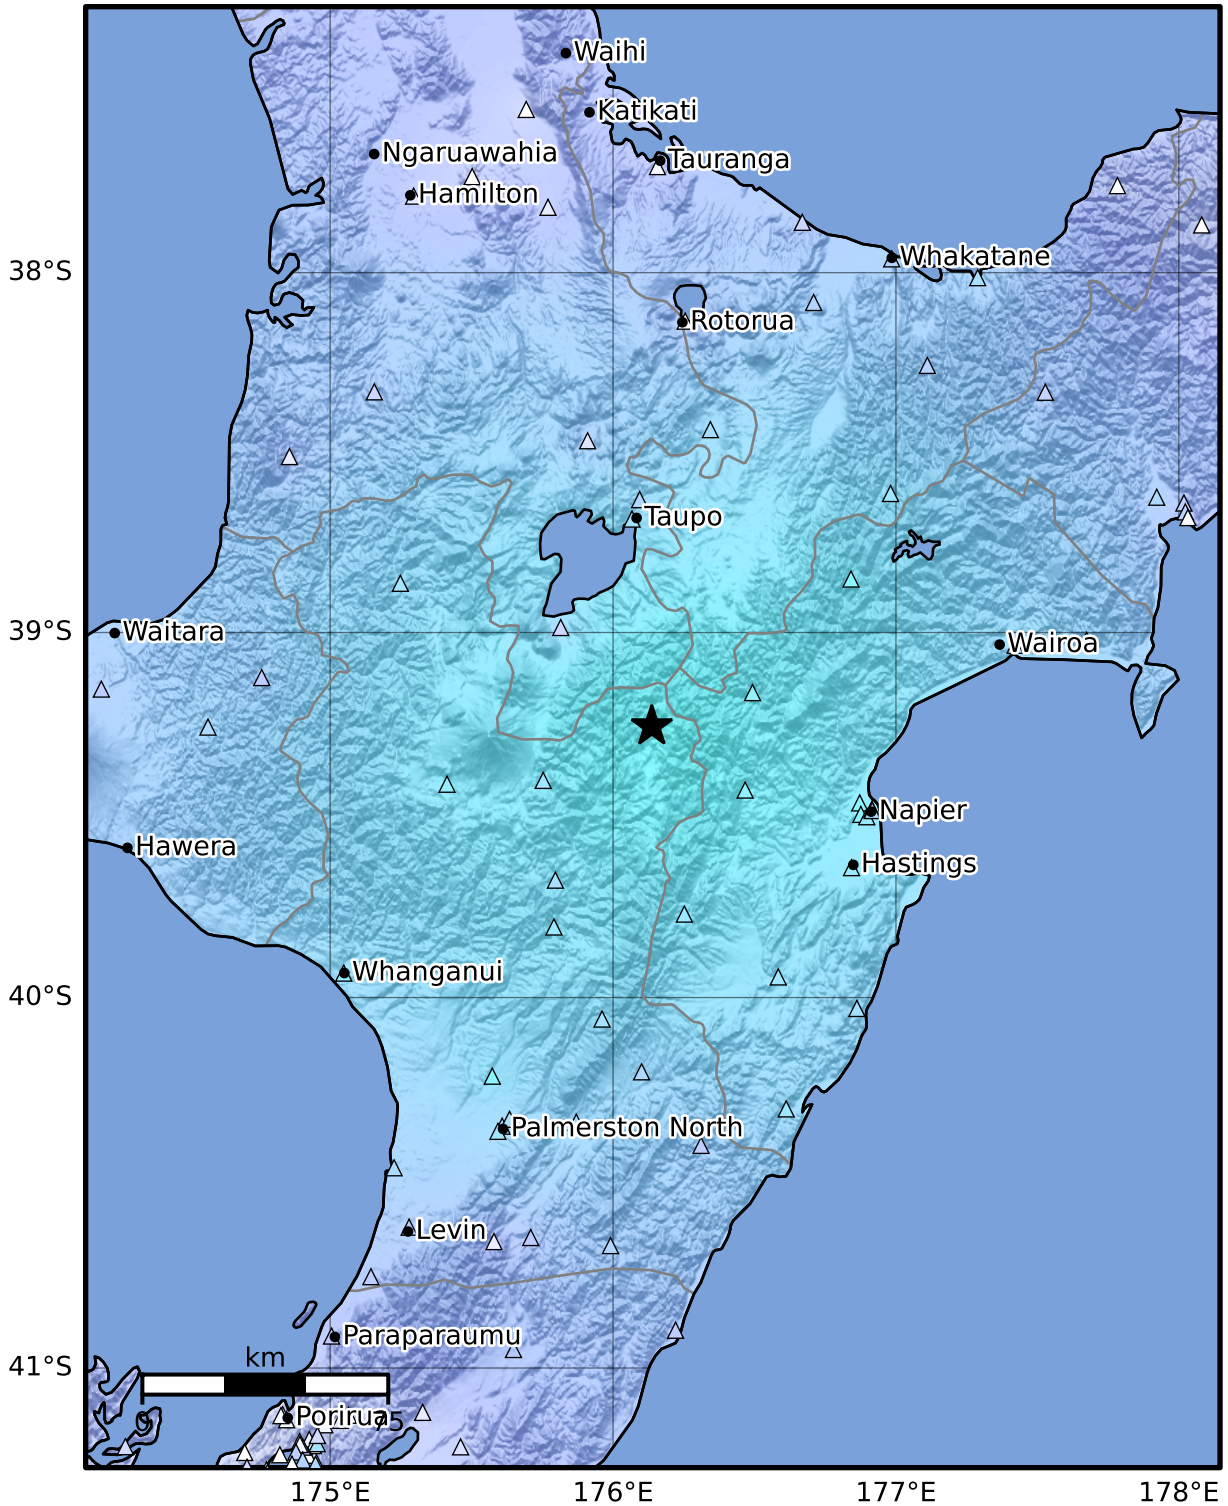 Waihi
Katikati
Ngaruawahia
Tauranga
Hamilton
Whakatane
38°S
Rotorua
Taupo
39°S
Waitara
Wairoa
Napier
Hawera
Hastings
Whanganui
40°S
Palmerston North
Levin
Paraparaumu
km
41°S
0
Porirua
75
175°E
176°E
177°E
178°E